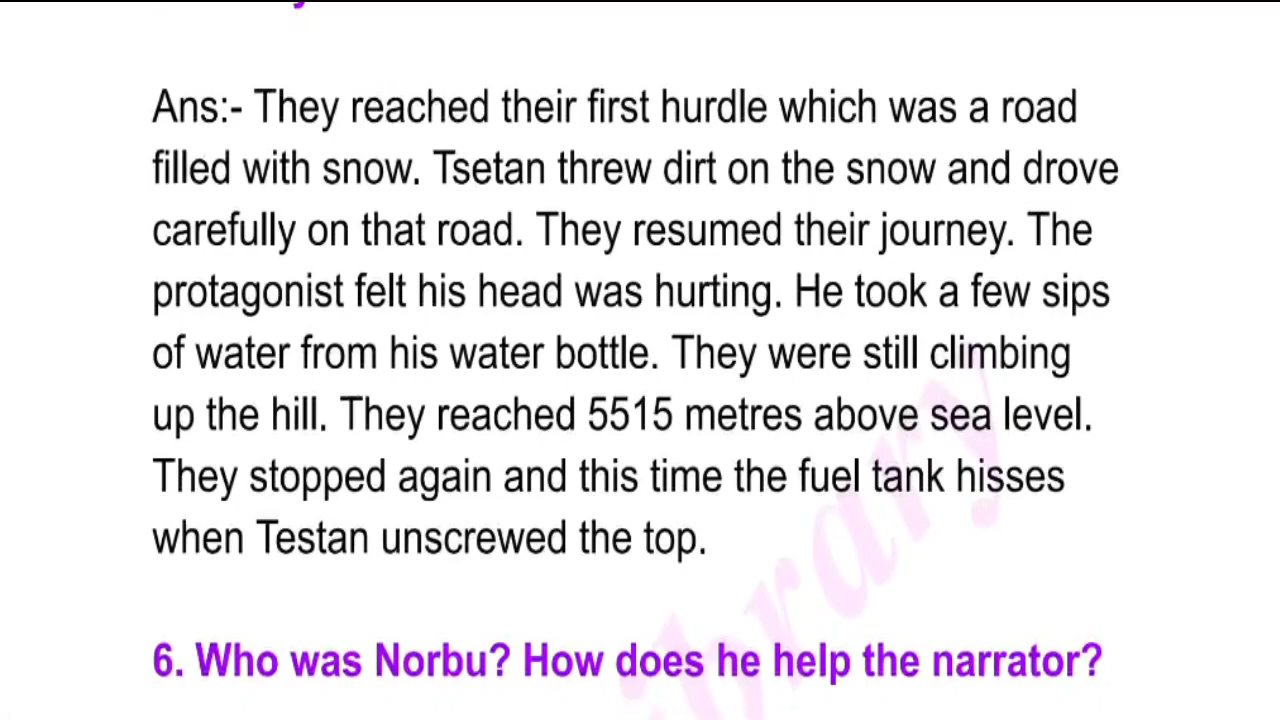 Ans:- They reached their first hurdle which was a road
filled with snow. Tsetan threw dirt on the snow and drove
carefully on that road. They resumed their journey. The
protagonist felt his head was hurting. He took a few sips
of water from his water bottle. They were still climbing
up the hill. They reached 5515 metres above sea level.
They stopped again and this time the fuel tank hisses
when Testan unscrewed the top.
6. Who was Norbu? How does he help the narrator?